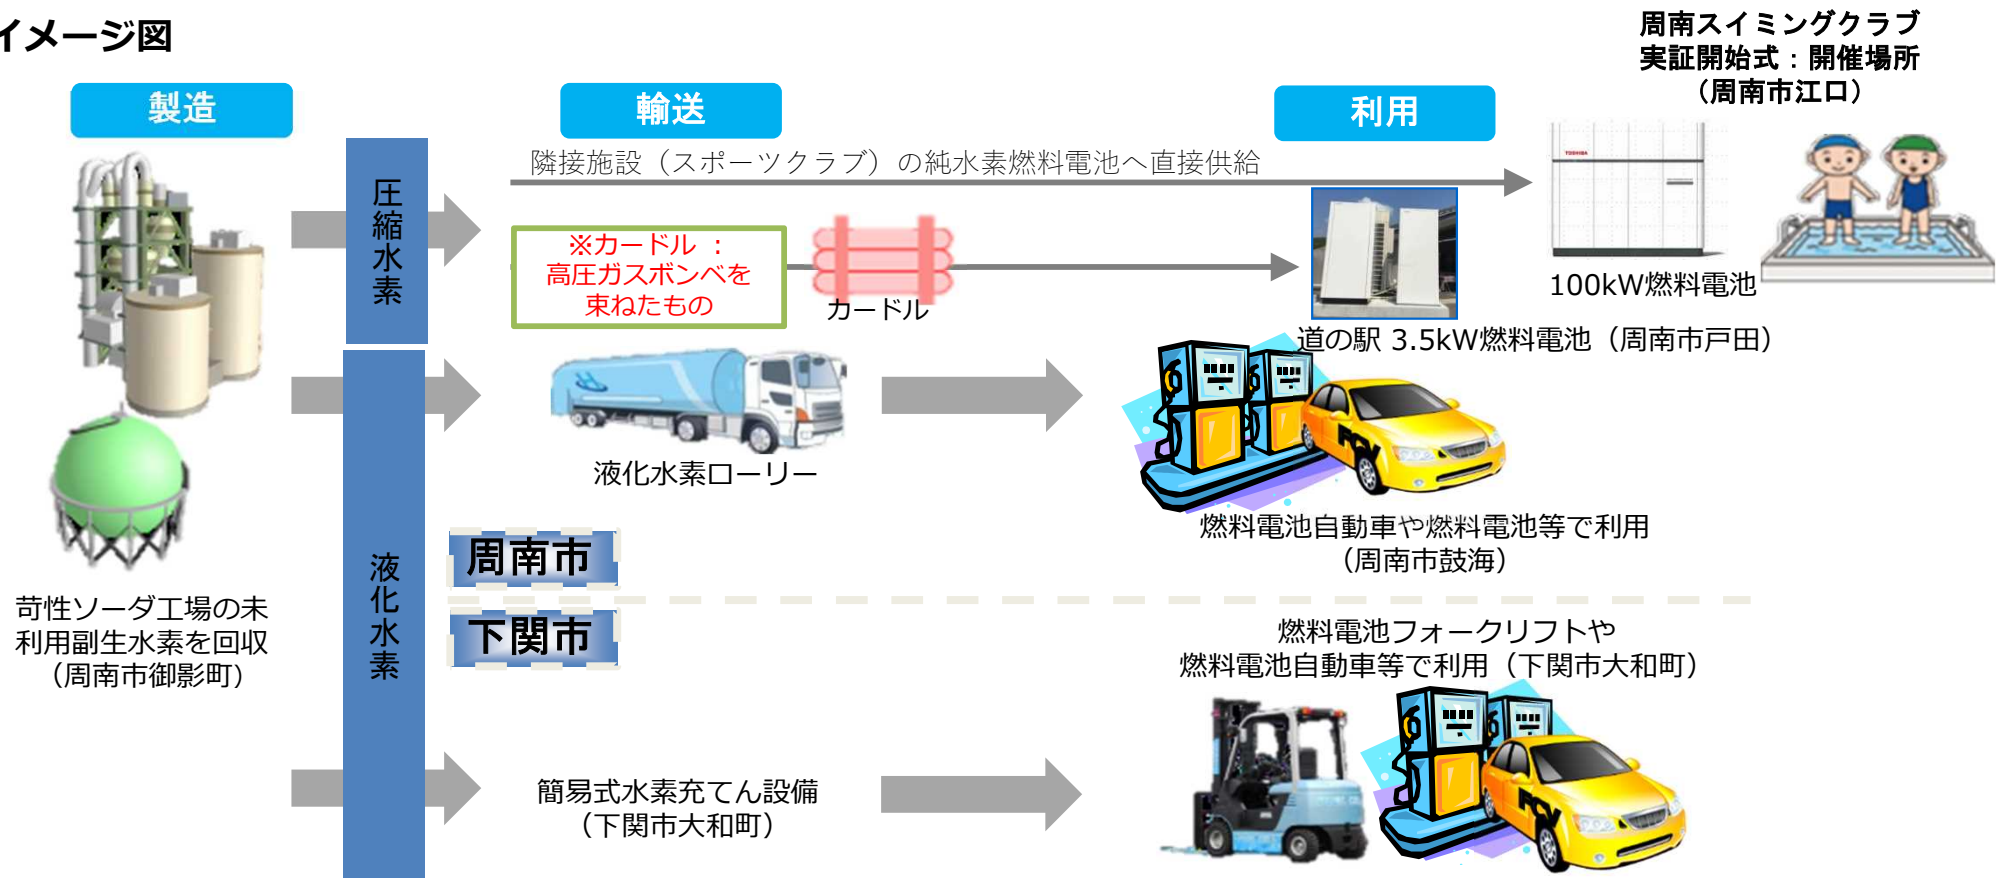 イメージ図
周南スイミングクラブ
実証開始式：開催場所
（周南市江口）
製造
輸送
利用
圧縮水素
隣接施設（スポーツクラブ）の純水素燃料電池へ直接供給
TOSHIBA
※カードル ：
高圧ガスボンベを
束ねたもの
カードル
100kW燃料電池
道の駅 3.5kW燃料電池（周南市戸田）
液化水素ローリー
FCV
燃料電池自動車や燃料電池等で利用
（周南市鼓海）
液化水素
周南市
下関市
苛性ソーダ工場の未
利用副生水素を回収
（周南市御影町）
燃料電池フォークリフトや
燃料電池自動車等で利用（下関市大和町）
簡易式水素充てん設備
（下関市大和町）
FCV